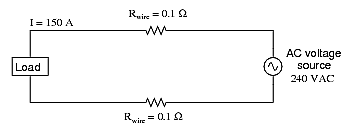 R_wire = 0.1 Ω
I = 150 A
Load
AC voltage
source
240 VAC
R_wire = 0.1 Ω